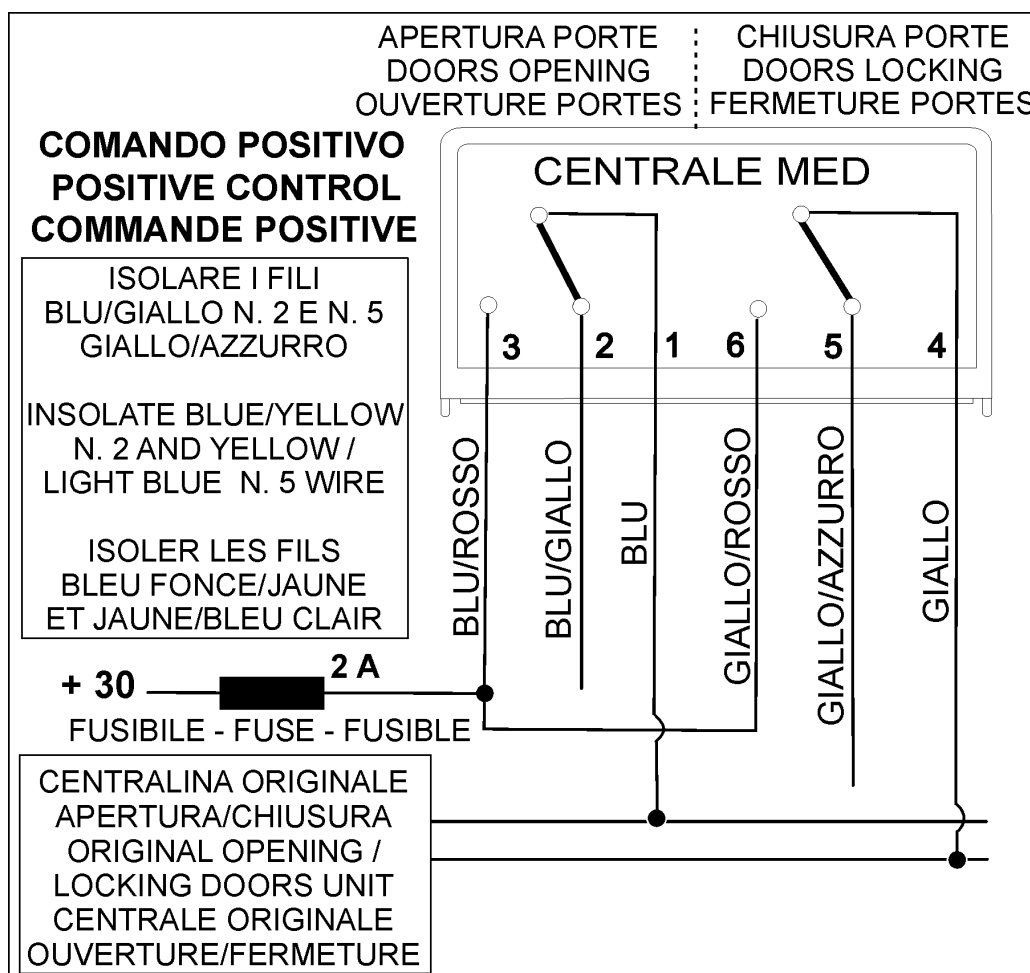 APERTURA PORTE
DOORS OPENING
OUVERTURE PORTES
CHIUSURA PORTE
DOORS LOCKING
FERMETURE PORTES
COMANDO POSITIVO
POSITIVE CONTROL
COMMANDE POSITIVE
CENTRALE MED
ISOLARE I FILI
BLU/GIALLO N. 2 E N. 5
GIALLO/AZZURRO
INSOLATE BLUE/YELLOW
N. 2 AND YELLOW /
LIGHT BLUE N. 5 WIRE
ISOLER LES FILS
BLEU FONCE/JAUNE
ET JAUNE/BLEU CLAIR
3 2 1 6 5 4
BLU/ROSSO
BLU/GIALLO
BLU
GIALLO/ROSSO
GIALLO/AZZURRO
GIALLO
+ 30
2 A
FUSIBILE - FUSE - FUSIBLE
CENTRALINA ORIGINALE
APERTURA/CHIUSURA
ORIGINAL OPENING /
LOCKING DOORS UNIT
CENTRALE ORIGINALE
OUVERTURE/FERMETURE